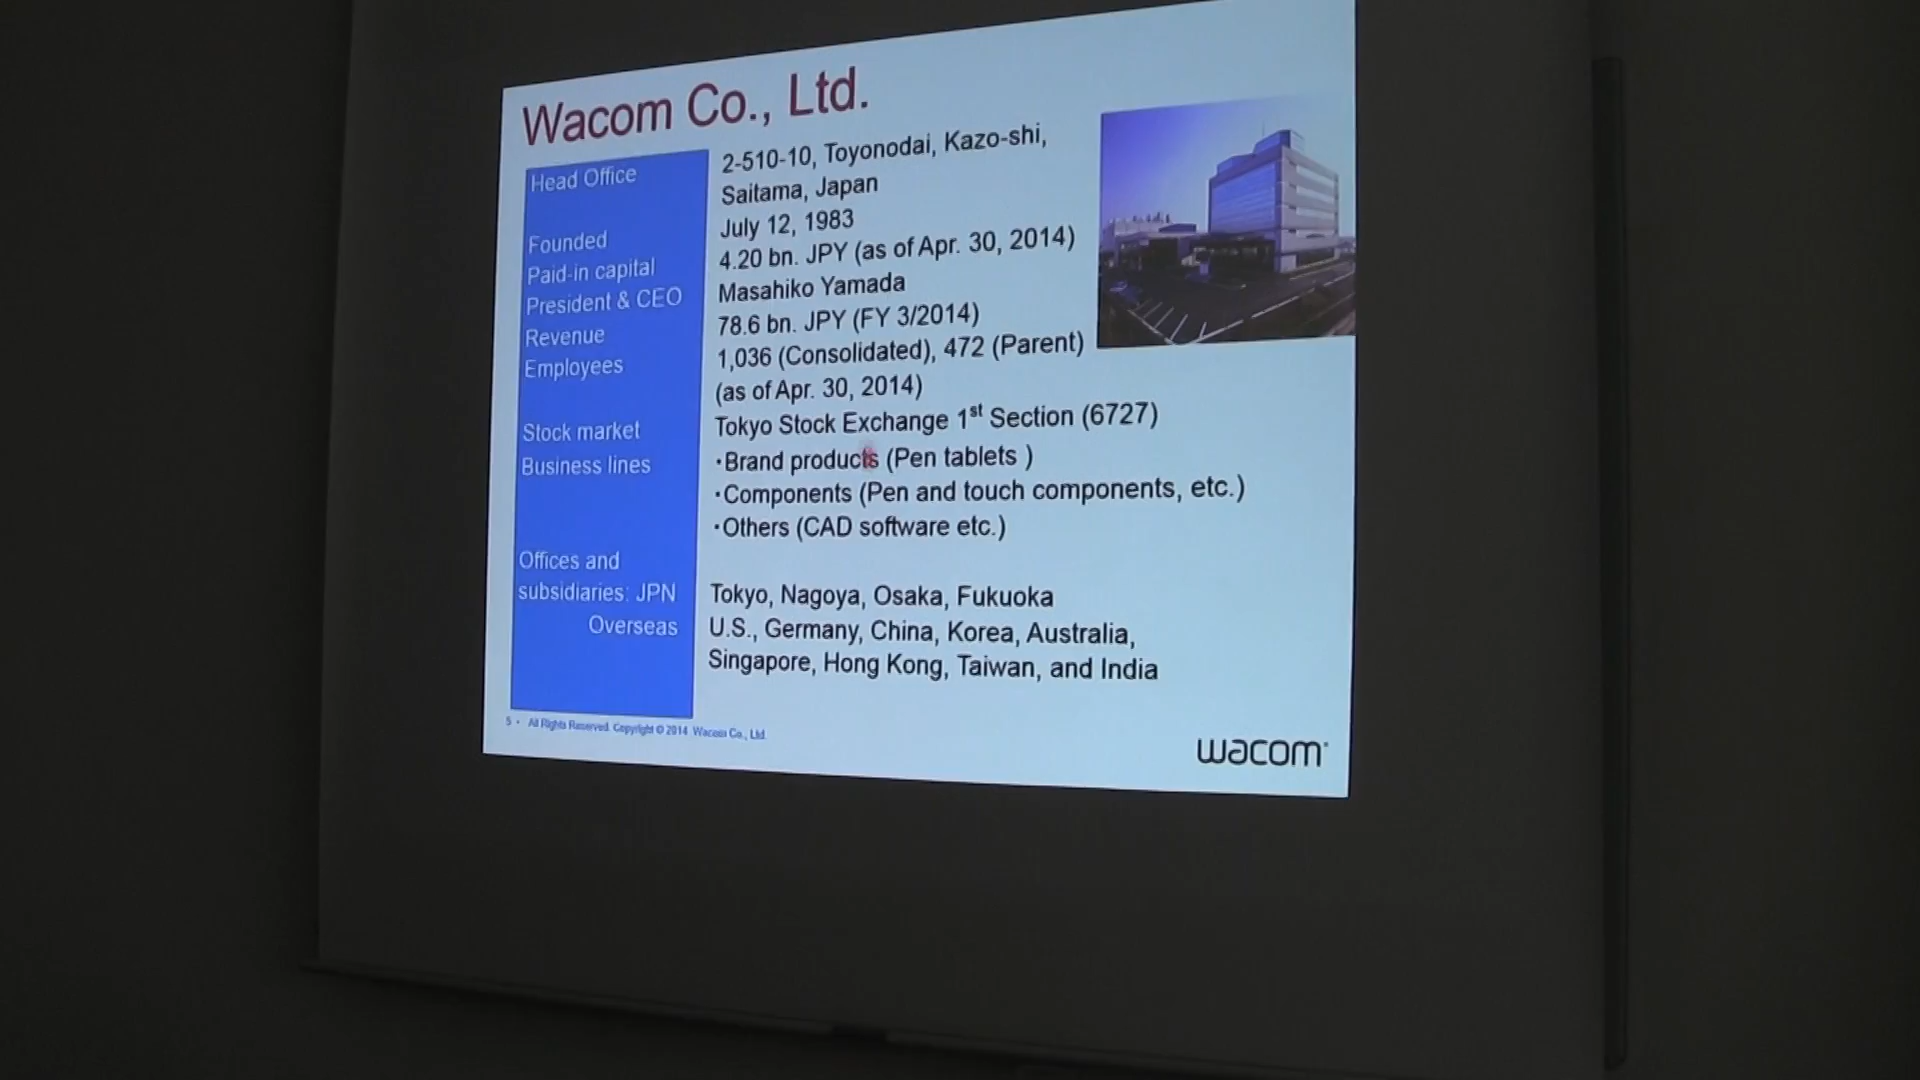 Wacom Co., Ltd.
Head Office
2-510-10, Toyonodai, Kazo-shi,
Saitama, Japan
Founded
July 12, 1983
Paid-in capital
4.20 bn. JPY (as of Apr. 30, 2014)
President & CEO
Masahiko Yamada
Revenue
78.6 bn. JPY (FY 3/2014)
Employees
1,036 (Consolidated), 472 (Parent)
(as of Apr. 30, 2014)
Stock market
Tokyo Stock Exchange 1st Section (6727)
Business lines
・Brand products (Pen tablets )
・Components (Pen and touch components, etc.)
・Others (CAD software etc.)
Offices and
subsidiaries: JPN
Tokyo, Nagoya, Osaka, Fukuoka
Overseas
U.S., Germany, China, Korea, Australia,
Singapore, Hong Kong, Taiwan, and India
5 • All Rights Reserved. Copyright © 2014 Wacom Co., Ltd.
wacom